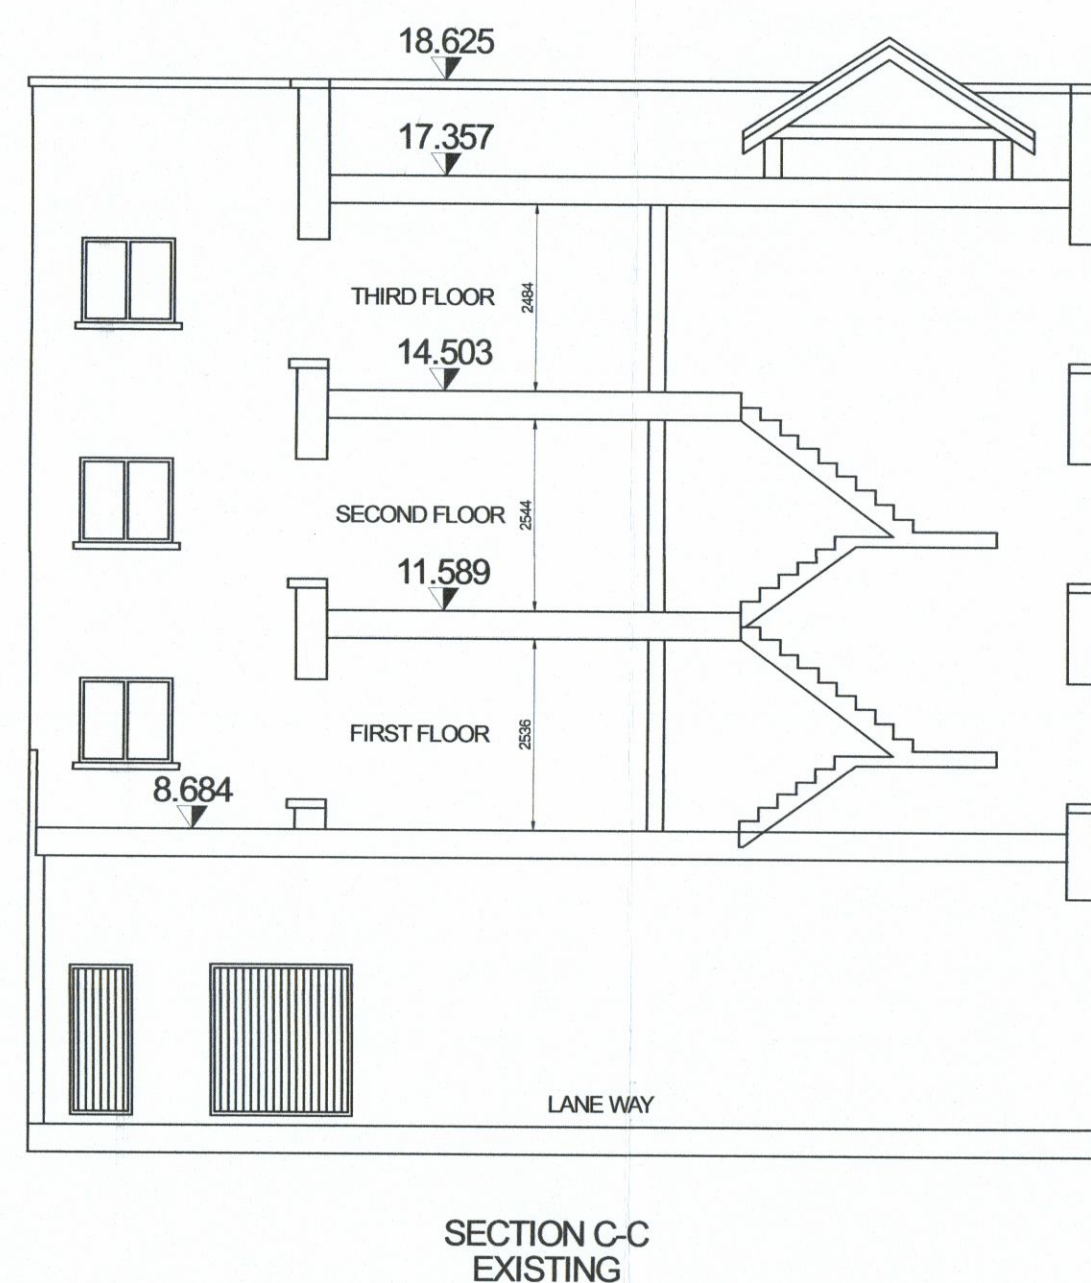 18.625
17.357
THIRD FLOOR
2484
14.503
SECOND FLOOR
2544
11.589
FIRST FLOOR
2536
8.684
LANE WAY
SECTION C-C
EXISTING